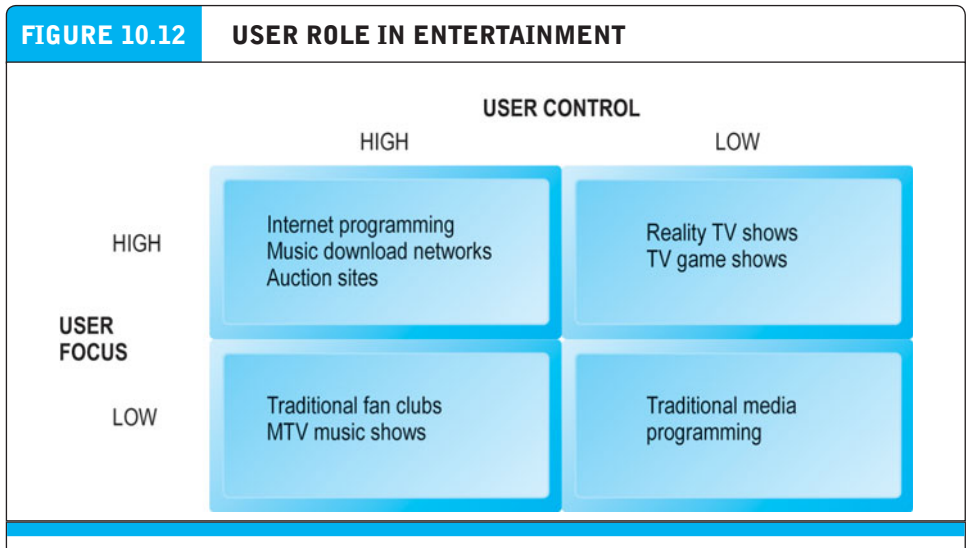 FIGURE 10.12 USER ROLE IN ENTERTAINMENT
USER CONTROL
HIGH LOW
HIGH
Internet programming
Music download networks
Auction sites
Reality TV shows
TV game shows
USER
FOCUS
LOW
Traditional fan clubs
MTV music shows
Traditional media
programming